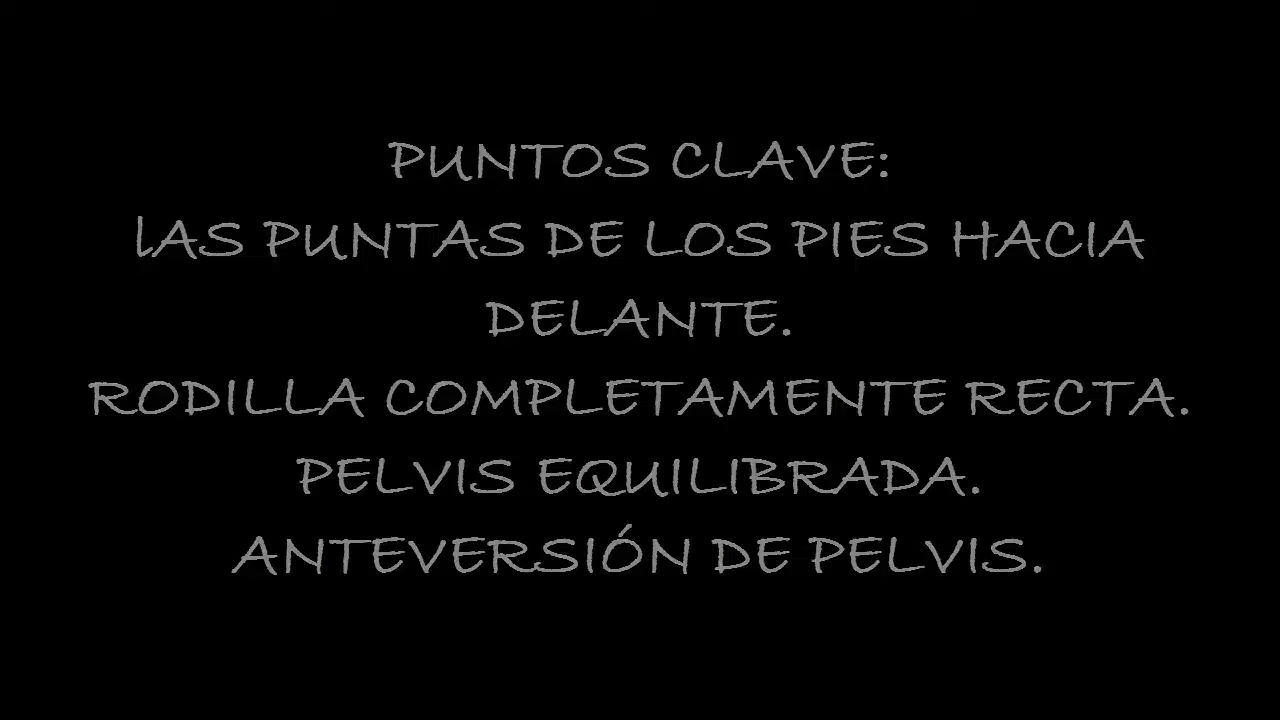 PUNTOS CLAVE:
lAS PUNTAS DE LOS PIES HACIA
DELANTE.
RODILLA COMPLETAMENTE RECTA.
PELVIS EQUILIBRADA.
ANTEVERSIÓN DE PELVIS.